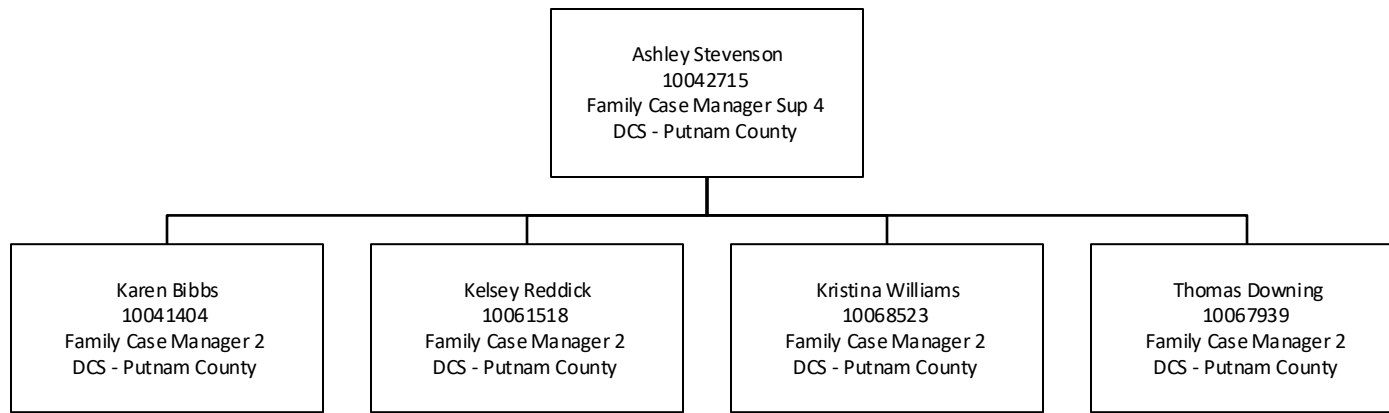 Ashley Stevenson
10042715
Family Case Manager Sup 4
DCS - Putnam County
Karen Bibbs
10041404
Family Case Manager 2
DCS - Putnam County
Kelsey Reddick
10061518
Family Case Manager 2
DCS - Putnam County
Kristina Williams
10068523
Family Case Manager 2
DCS - Putnam County
Thomas Downing
10067939
Family Case Manager 2
DCS - Putnam County